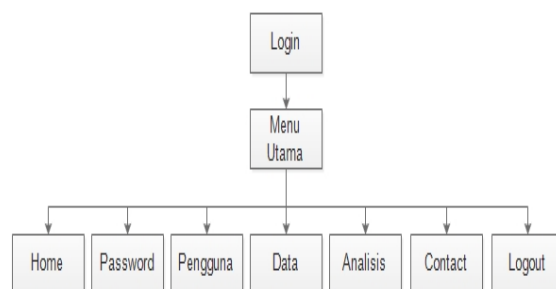 Login
Menu
Utama
Home Password Pengguna Data Analisis Contact Logout